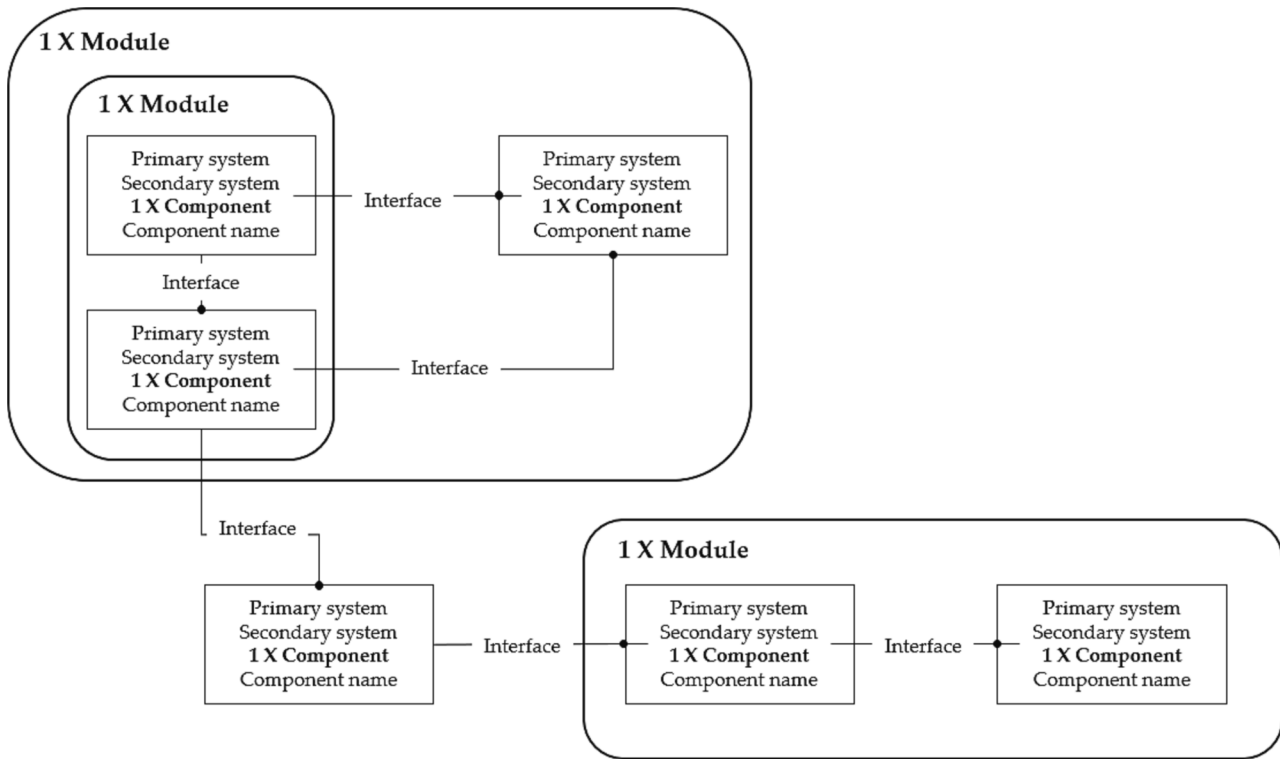 1 X Module
1 X Module
Primary system
Secondary system
1 X Component
Component name
Interface
Primary system
Secondary system
1 X Component
Component name
Interface
Primary system
Secondary system
1 X Component
Component name
Interface
Interface
1 X Module
Primary system
Secondary system
1 X Component
Component name
Interface
Primary system
Secondary system
1 X Component
Component name
Interface
Primary system
Secondary system
1 X Component
Component name